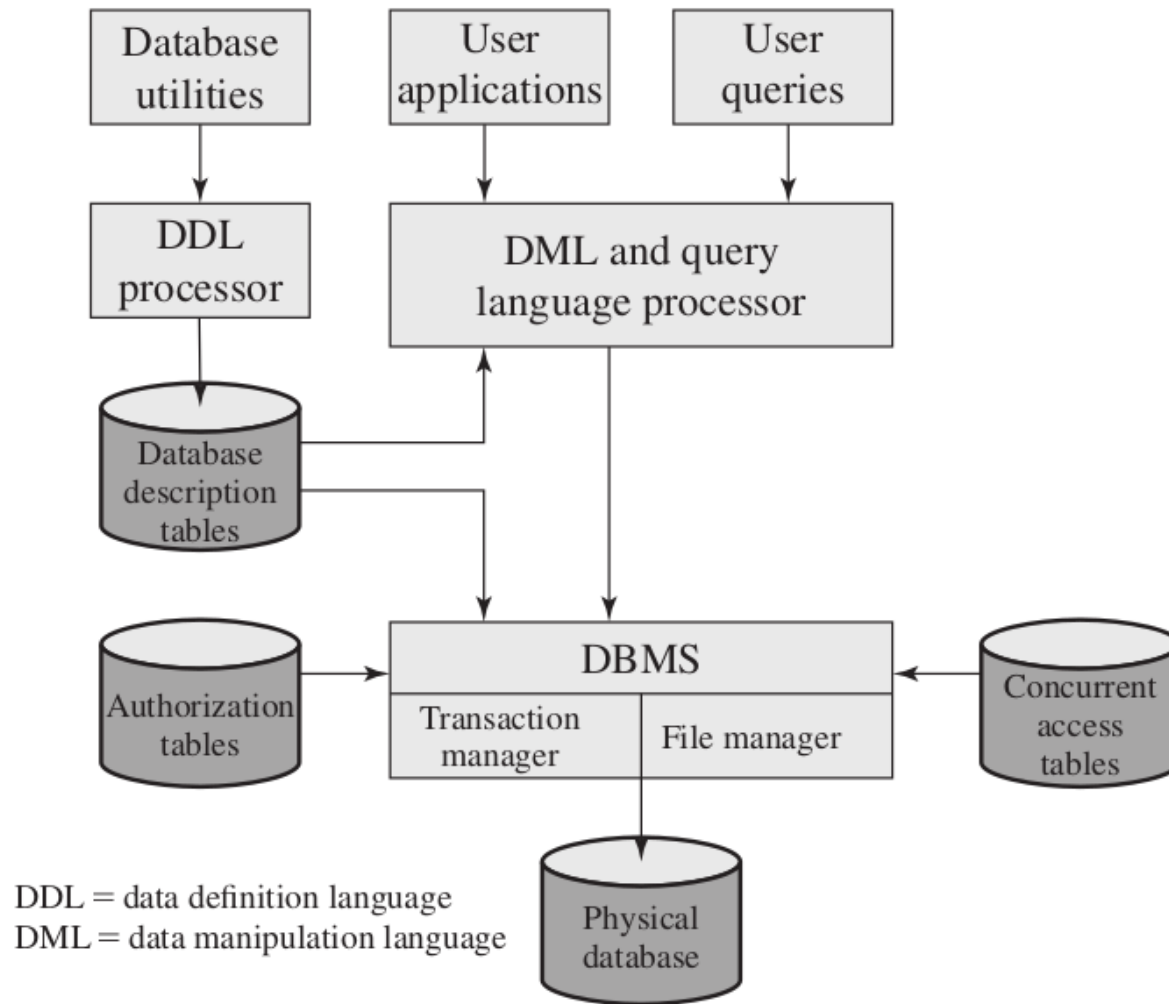 Database
utilities
User
applications
User
queries
DDL
processor
DML and query
language processor
Database
description
tables
DBMS
Authorization
tables
Transaction
manager
File manager
Concurrent
access
tables
DDL = data definition language
DML = data manipulation language
Physical
database